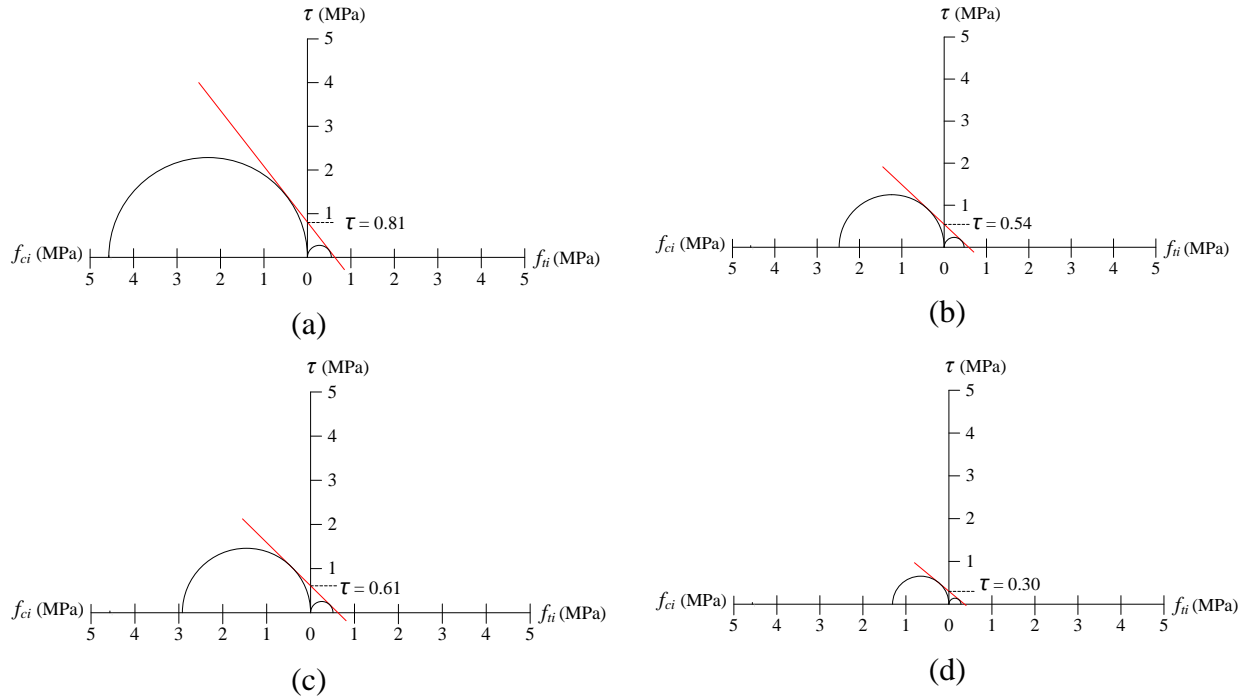 τ (MPa)
5
4
3
2
1
τ = 0.81
f_ci (MPa)
f_ti (MPa)
5 4 3 2 1 0 1 2 3 4 5
(a)
τ (MPa)
5
4
3
2
1
τ = 0.54
f_ci (MPa)
f_ti (MPa)
5 4 3 2 1 0 1 2 3 4 5
(b)
τ (MPa)
5
4
3
2
1
τ = 0.61
f_ci (MPa)
f_ti (MPa)
5 4 3 2 1 0 1 2 3 4 5
(c)
τ (MPa)
5
4
3
2
1
τ = 0.30
f_ci (MPa)
f_ti (MPa)
5 4 3 2 1 0 1 2 3 4 5
(d)